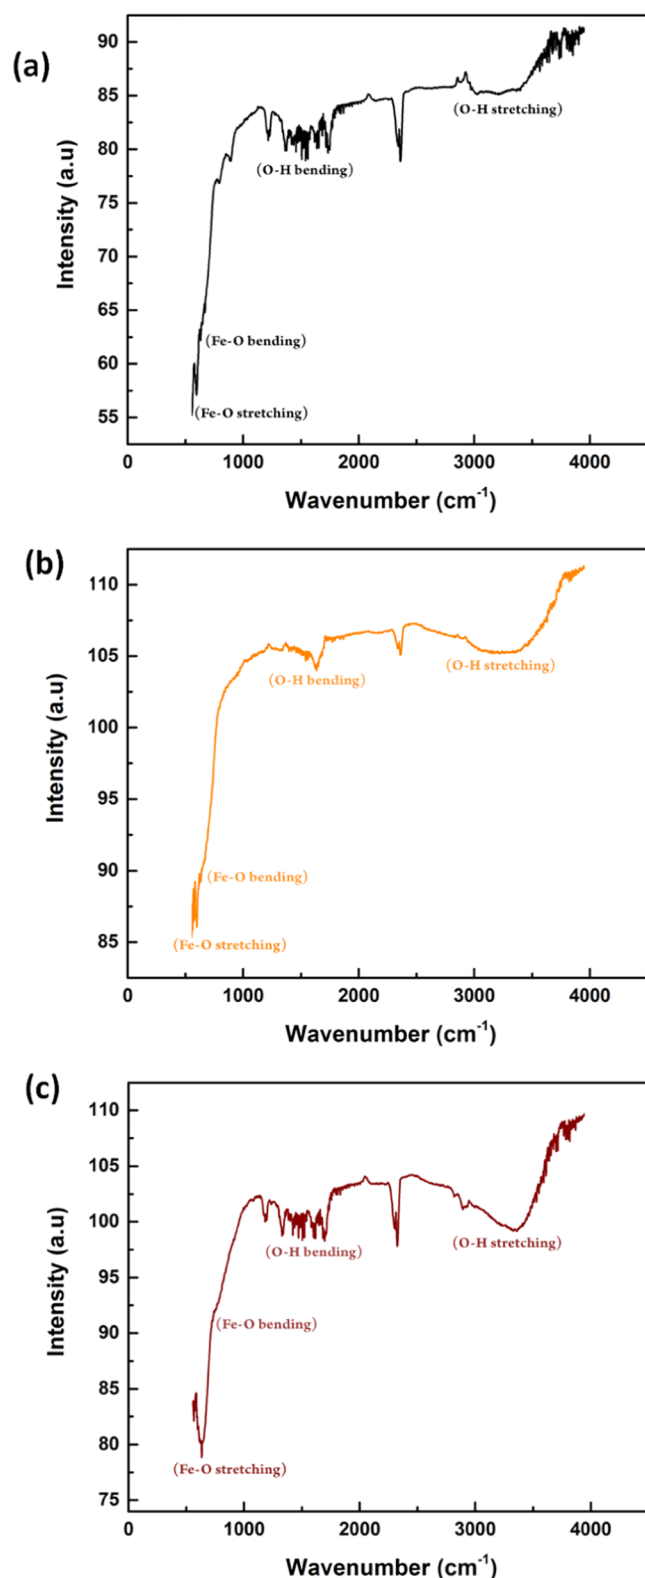 (a)
90
85
(O-H stretching)
80
(O-H bending)
75
70
65
(Fe-O bending)
60
(Fe-O stretching)
55
Intensity (a.u)
0 1000 2000 3000 4000
Wavenumber (cm-1)
(b)
110
105
(O-H stretching)
(O-H bending)
100
95
90
(Fe-O bending)
85
(Fe-O stretching)
Intensity (a.u)
0 1000 2000 3000 4000
Wavenumber (cm-1)
(c)
110
105
100
(O-H stretching)
(O-H bending)
95
90
(Fe-O bending)
85
80
(Fe-O stretching)
75
Intensity (a.u)
0 1000 2000 3000 4000
Wavenumber (cm-1)